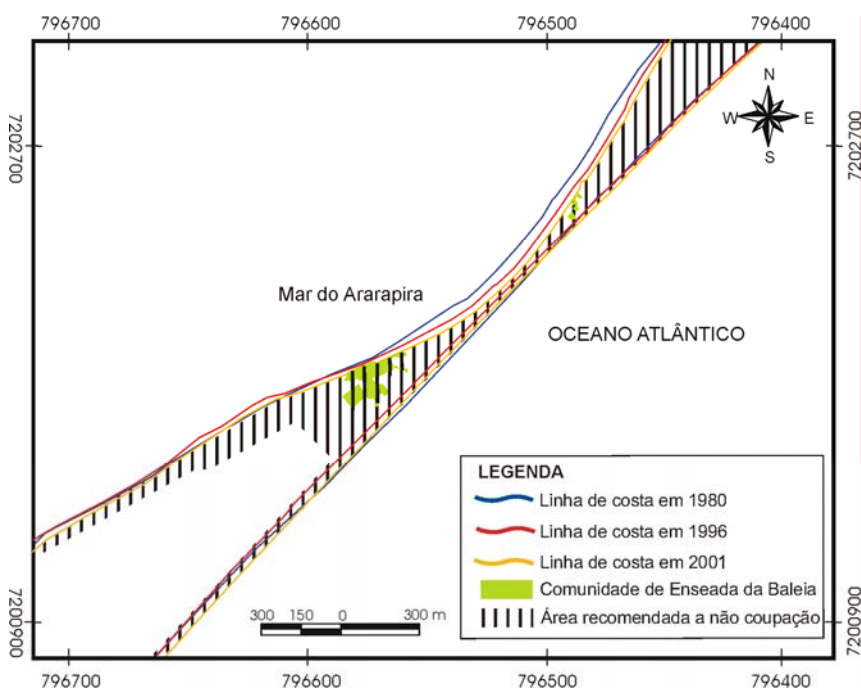 796700 796600 796500 796400
N
W E
S
7202700 7202700
Mar do Ararapira
OCEANO ATLÂNTICO
LEGENDA
Linha de costa em 1980
Linha de costa em 1996
Linha de costa em 2001
Comunidade de Enseada da Baleia
Área recomendada a não coupação
300 150 0 300 m
7200900 7200900
796700 796600 796500 796400